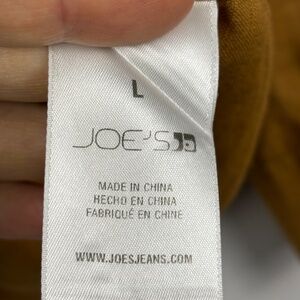 L
JOE'S
MADE IN CHINA
HECHO EN CHINA
FABRIQUÉ EN CHINE
WWW.JOESJEANS.COM